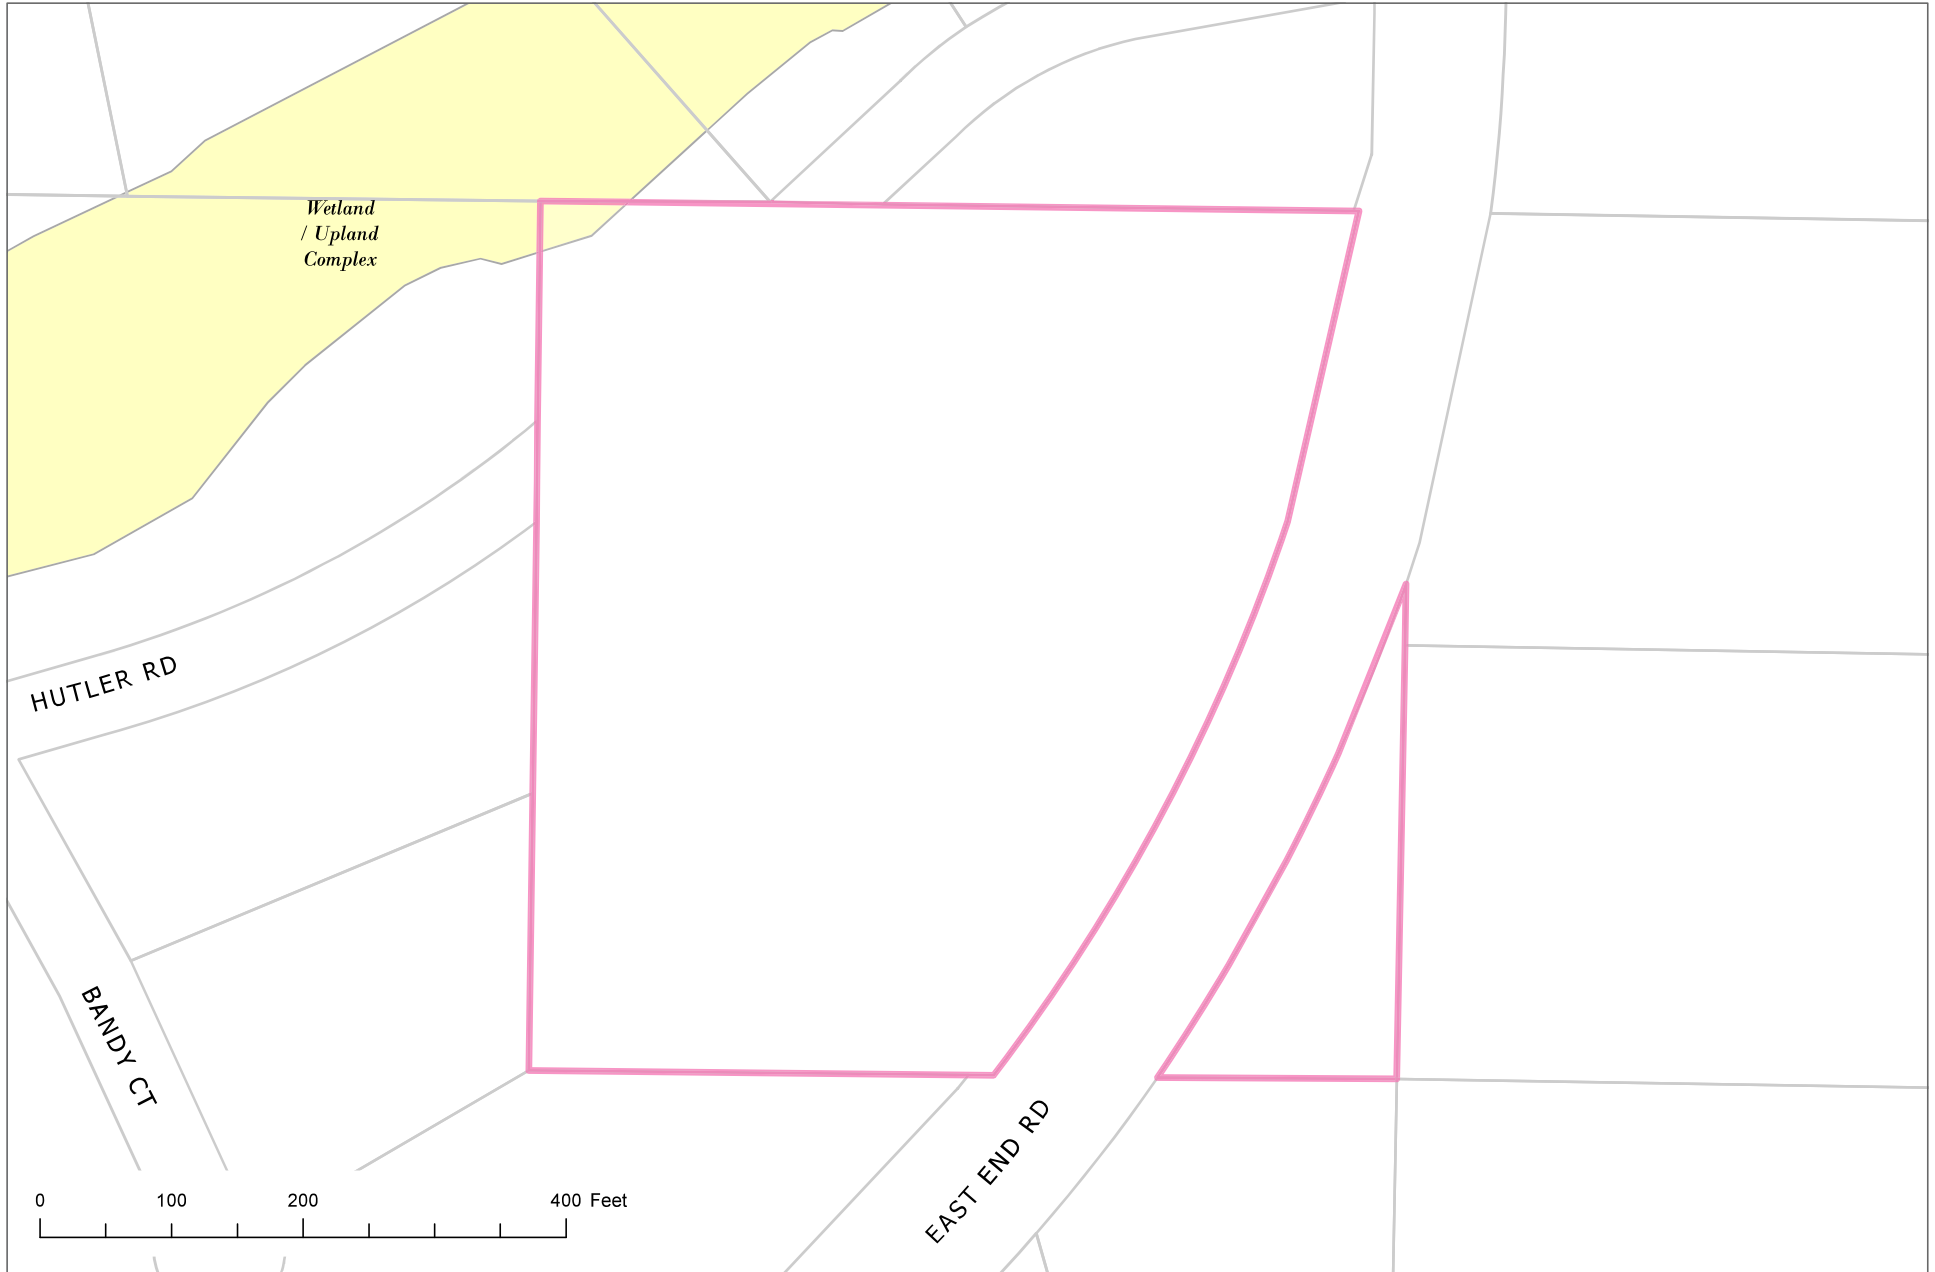 Wetland
/ Upland
Complex
HUTLER RD
BANDY CT
EAST END RD
0 100 200 400 Feet